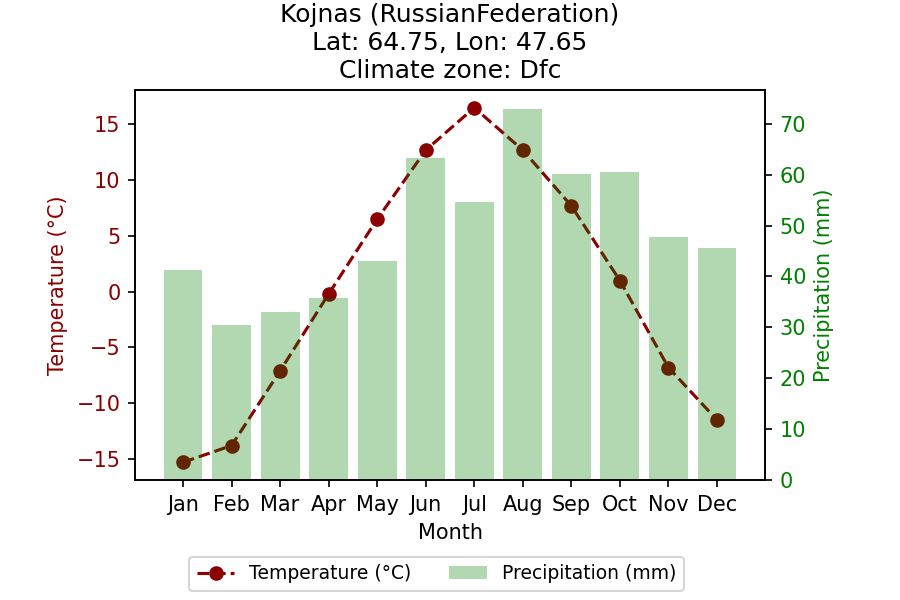 Kojnas (RussianFederation)
Lat: 64.75, Lon: 47.65
Climate zone: Dfc
15
10
5
0
−5
−10
−15
Temperature (°C)
70
60
50
40
30
20
10
0
Precipitation (mm)
Jan Feb Mar Apr May Jun Jul Aug Sep Oct Nov Dec
Month
Temperature (°C) Precipitation (mm)